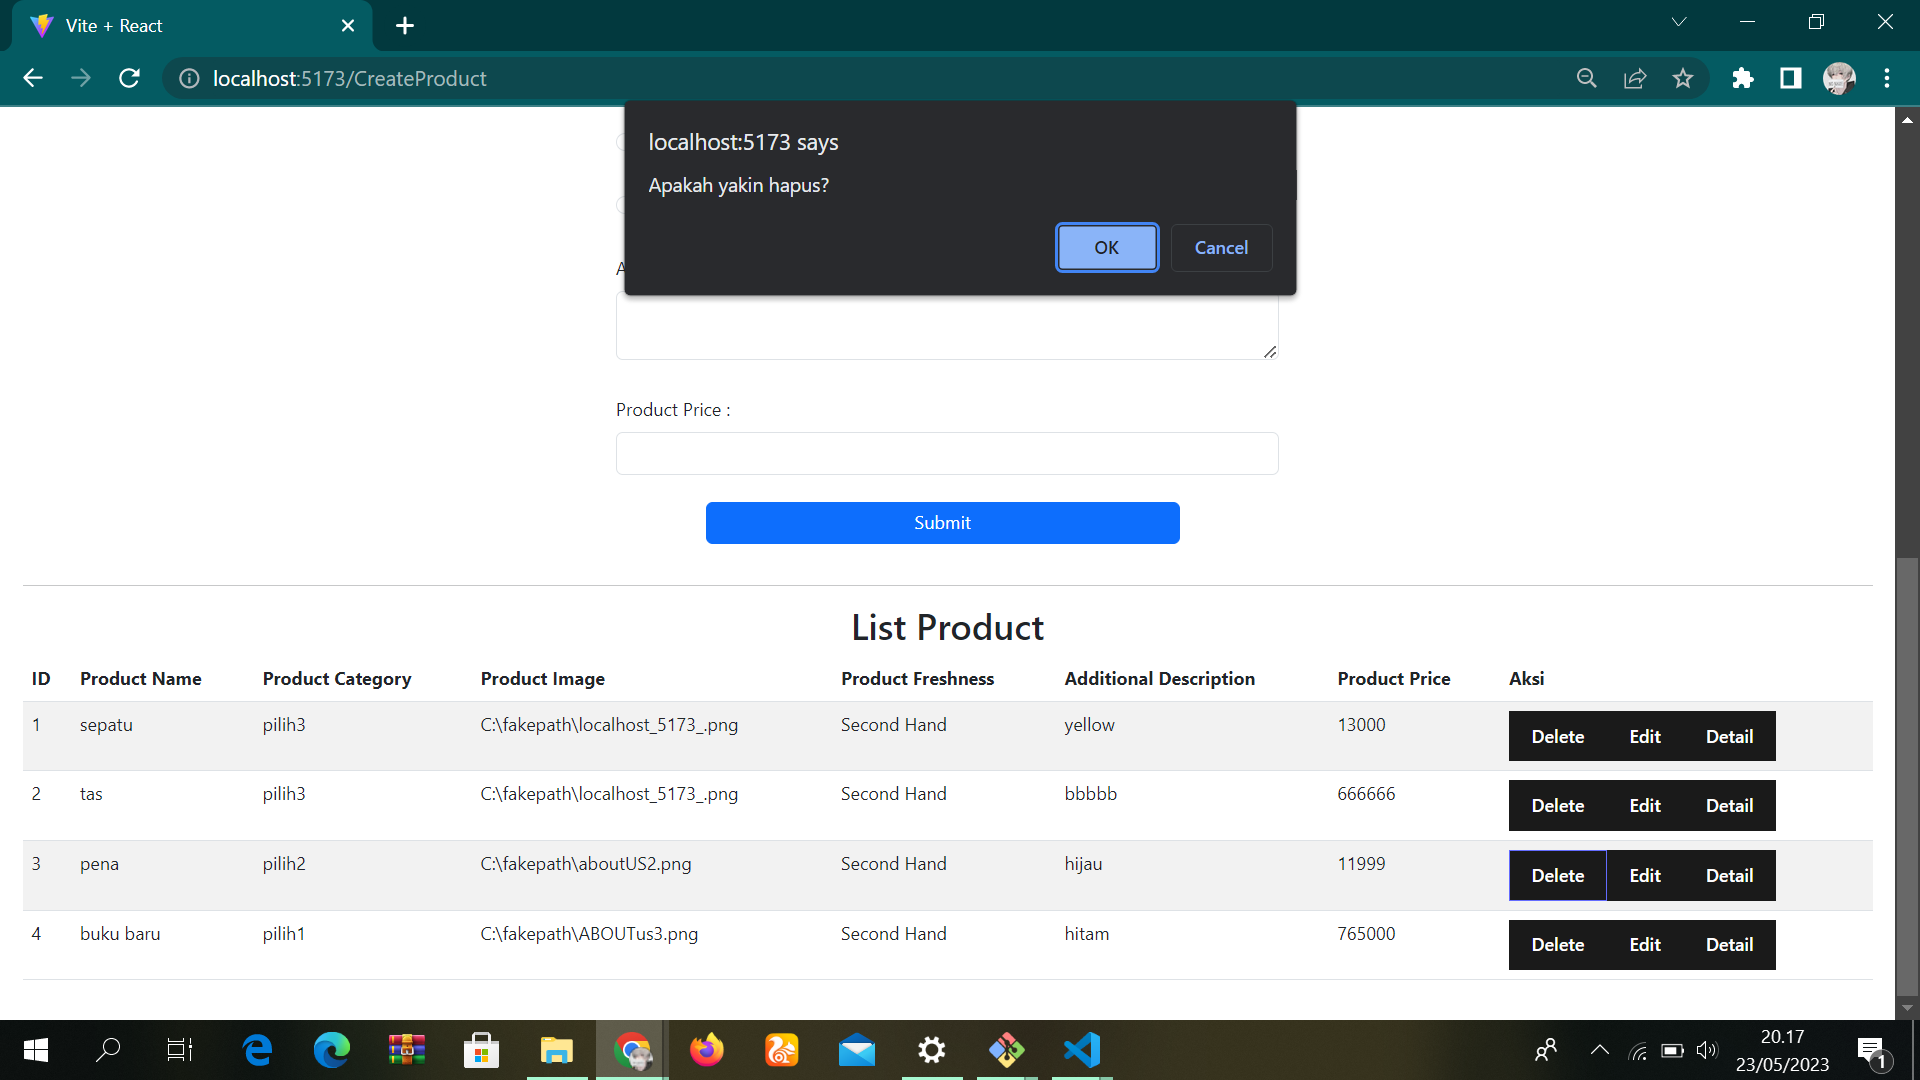 Vite + React
localhost:5173/CreateProduct
localhost:5173 says
Apakah yakin hapus?
OK Cancel
A
Product Price :
Submit
List Product
ID Product Name Product Category Product Image Product Freshness Additional Description Product Price Aksi
1 sepatu pilih3 C:\fakepath\localhost_5173_.png Second Hand yellow 13000 Delete Edit Detail
2 tas pilih3 C:\fakepath\localhost_5173_.png Second Hand bbbbb 666666 Delete Edit Detail
3 pena pilih2 C:\fakepath\aboutUS2.png Second Hand hijau 11999 Delete Edit Detail
4 buku baru pilih1 C:\fakepath\ABOUTus3.png Second Hand hitam 765000 Delete Edit Detail
20.17
23/05/2023
1